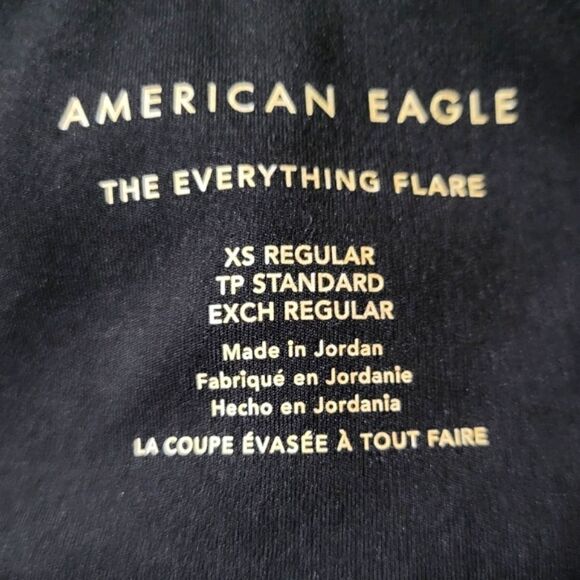 AMERICAN EAGLE
THE EVERYTHING FLARE
XS REGULAR
TP STANDARD
EXCH REGULAR
Made in Jordan
Fabriqué en Jordanie
Hecho en Jordania
LA COUPE ÉVASÉE À TOUT FAIRE